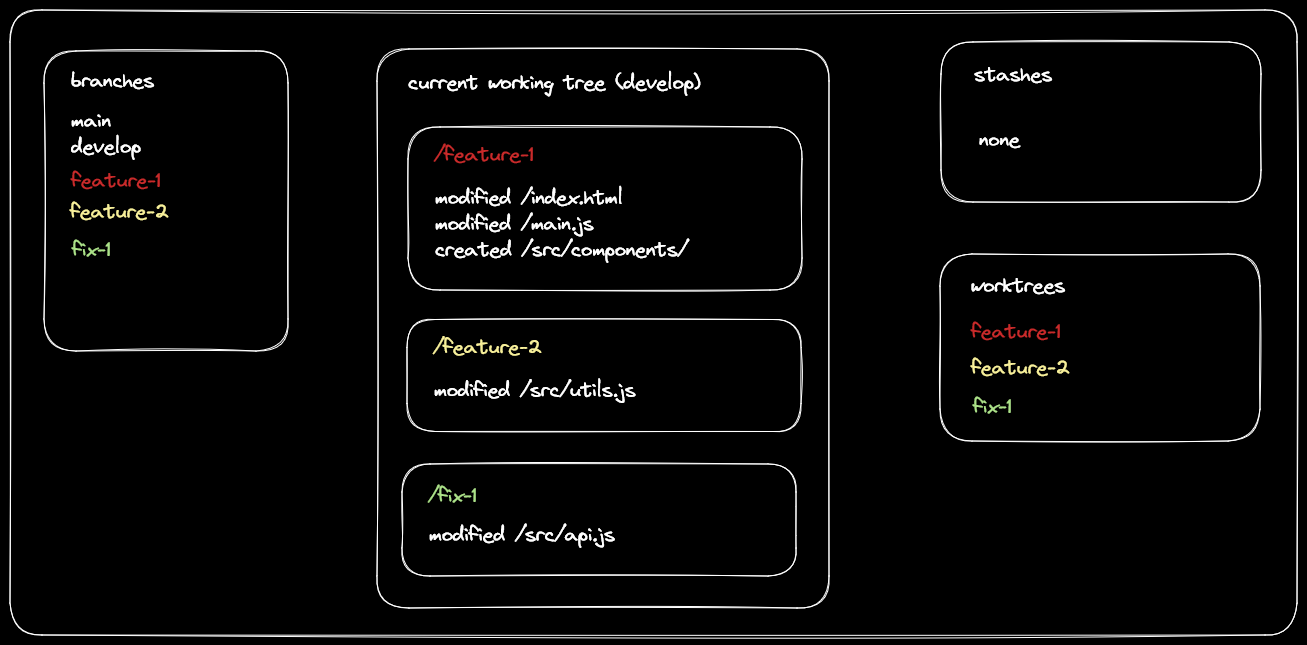 branches
main
develop
feature-1
feature-2
fix-1
current working tree (develop)
/feature-1
modified /index.html
modified /main.js
created /src/components/
/feature-2
modified /src/utils.js
/fix-1
modified /src/api.js
stashes
none
worktrees
feature-1
feature-2
fix-1